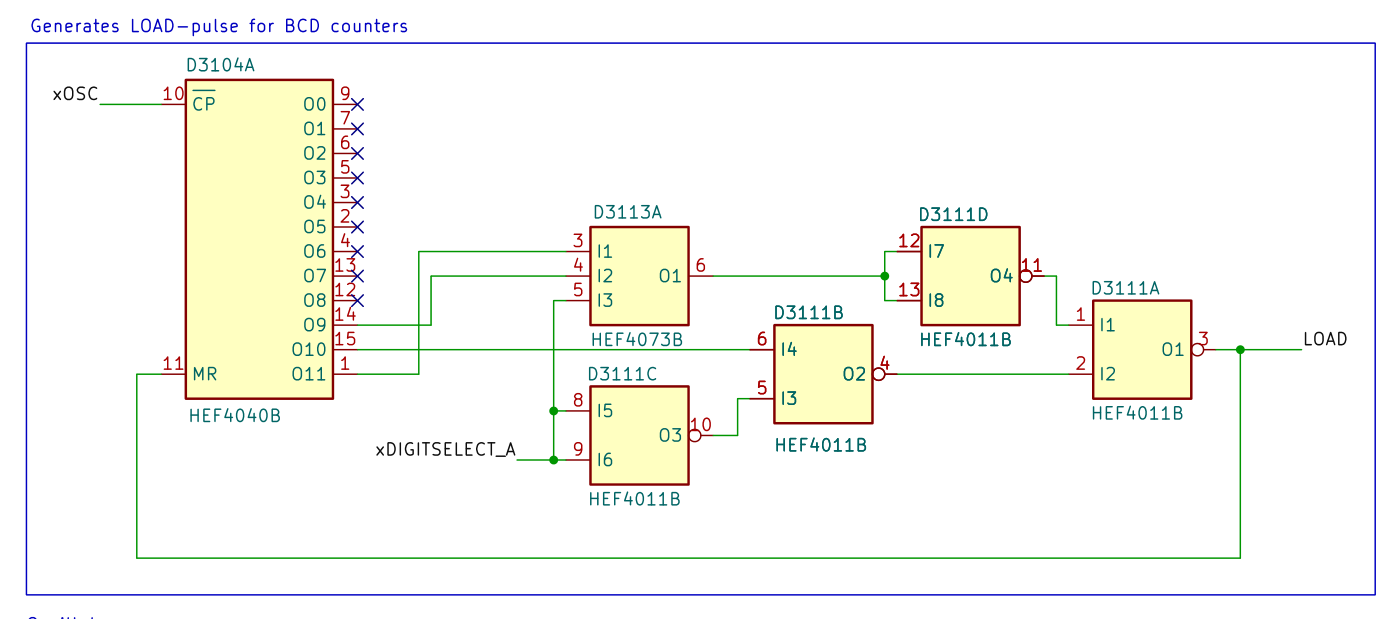 Generates LOAD-pulse for BCD counters
D3104A
xOSC
10
CP
O0
9
O1
7
O2
6
O3
5
O4
3
O5
2
O6
4
O7
13
O8
12
O9
14
O10
15
O11
1
11
MR
HEF4040B
D3113A
3
I1
4
I2
5
I3
O1
6
HEF4073B
D3111C
8
I5
9
I6
O3
10
HEF4011B
xDIGITSELECT_A
D3111B
6
I4
5
I3
O2
4
HEF4011B
D3111D
12
I7
13
I8
O4
11
HEF4011B
D3111A
1
I1
2
I2
O1
3
HEF4011B
LOAD